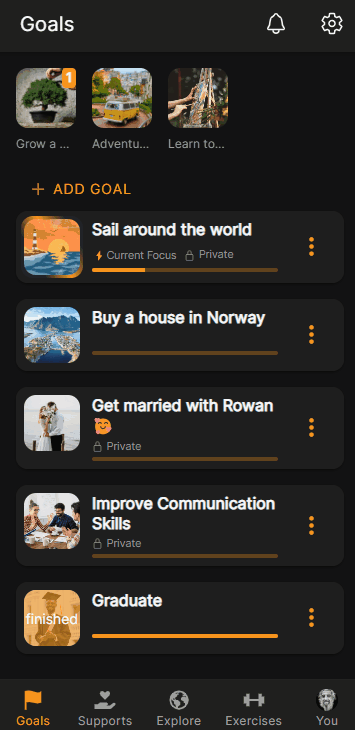 Goals
1
Grow a ...
Adventu...
Learn to...
+ ADD GOAL
Sail around the world
Current Focus Private
Buy a house in Norway
Get married with Rowan
🥰
Private
Improve Communication
Skills
Private
Graduate
finished
Goals Supports Explore Exercises You